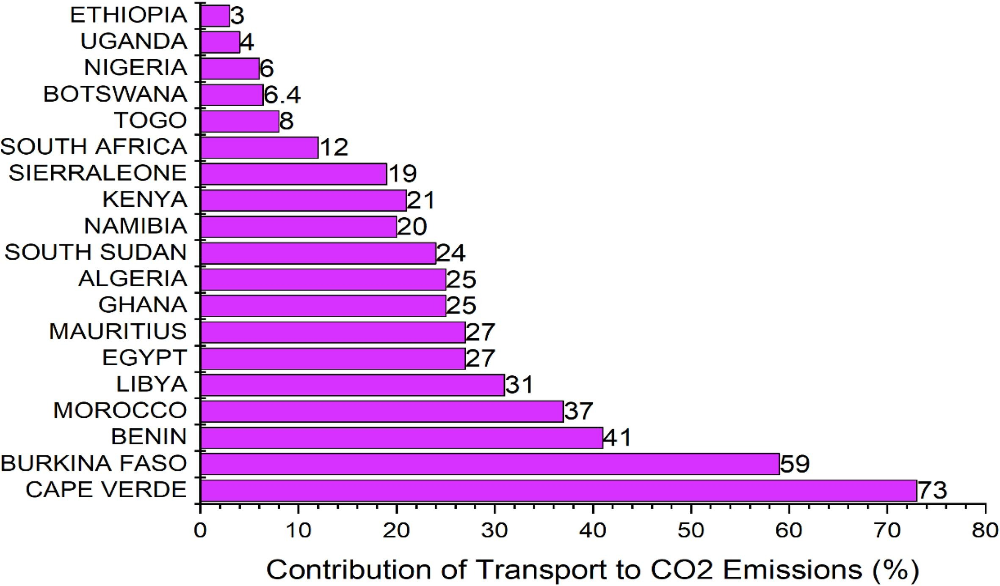 ETHIOPIA 3
UGANDA 4
NIGERIA 6
BOTSWANA 6.4
TOGO 8
SOUTH AFRICA 12
SIERRALEONE 19
KENYA 21
NAMIBIA 20
SOUTH SUDAN 24
ALGERIA 25
GHANA 25
MAURITIUS 27
EGYPT 27
LIBYA 31
MOROCCO 37
BENIN 41
BURKINA FASO 59
CAPE VERDE 73
0 10 20 30 40 50 60 70 80
Contribution of Transport to CO2 Emissions (%)